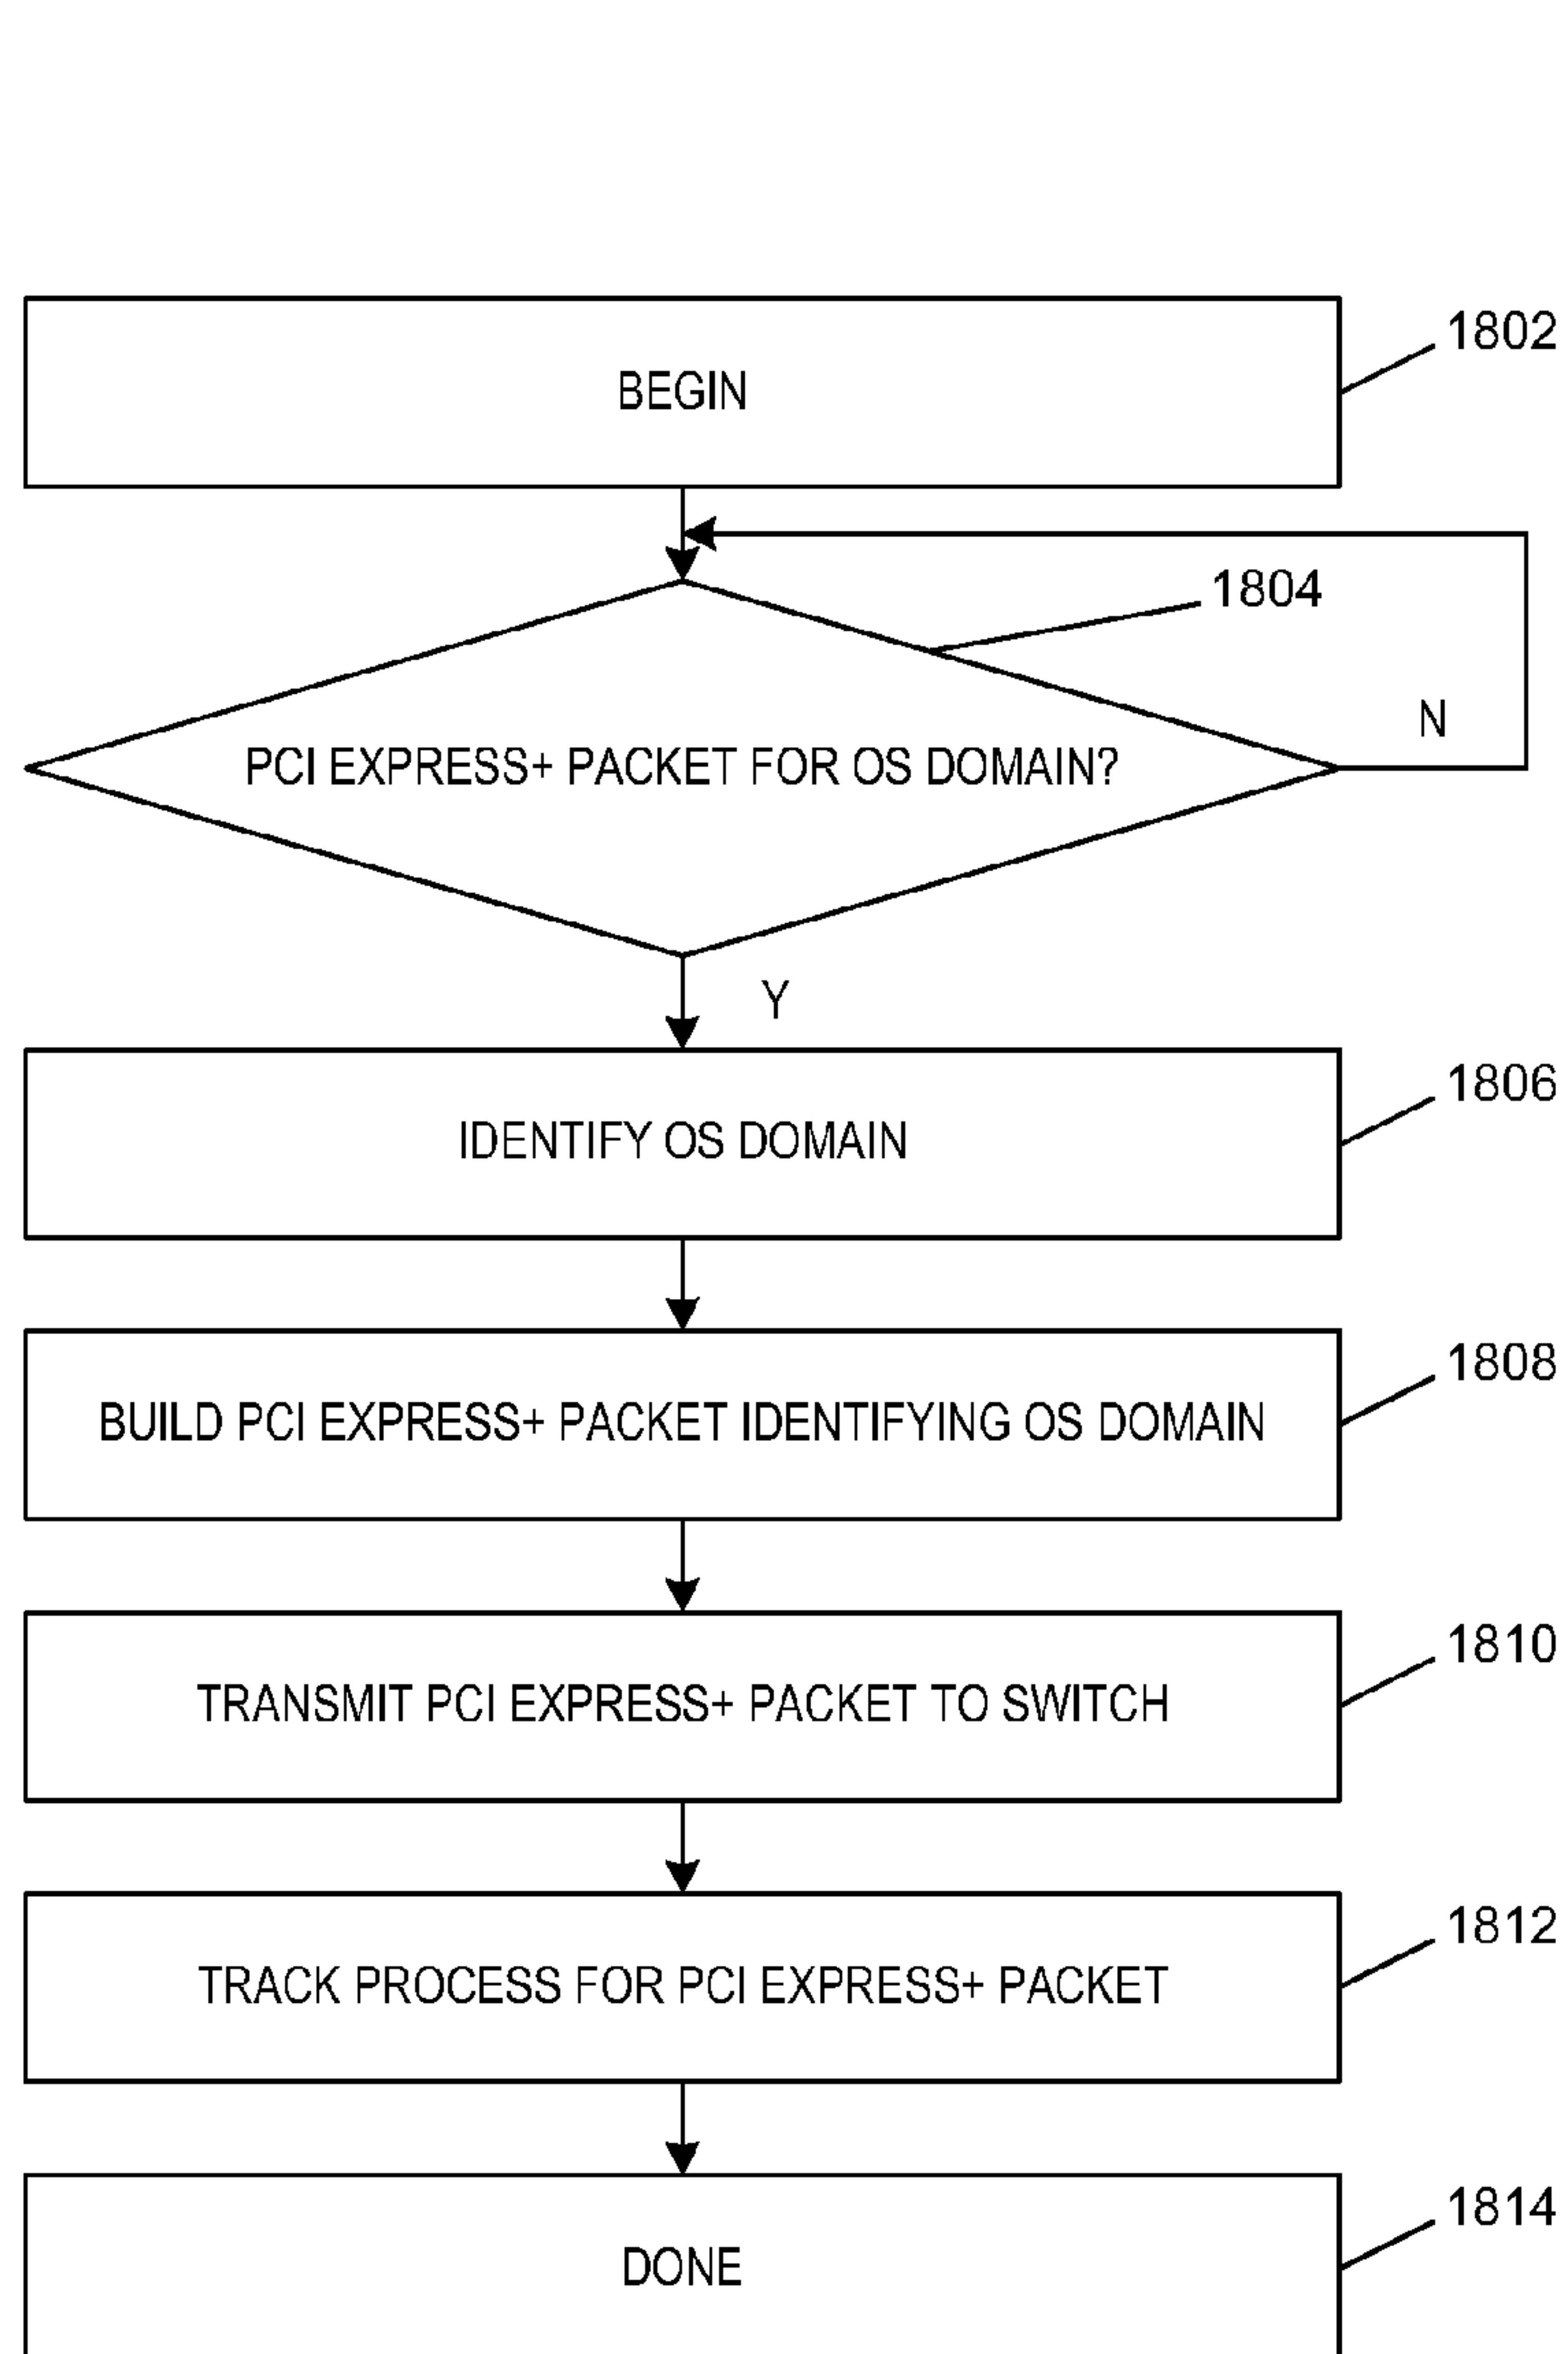 1802
BEGIN
1804
N
PCI EXPRESS+ PACKET FOR OS DOMAIN?
Y
1806
IDENTIFY OS DOMAIN
1808
BUILD PCI EXPRESS+ PACKET IDENTIFYING OS DOMAIN
1810
TRANSMIT PCI EXPRESS+ PACKET TO SWITCH
1812
TRACK PROCESS FOR PCI EXPRESS+ PACKET
1814
DONE